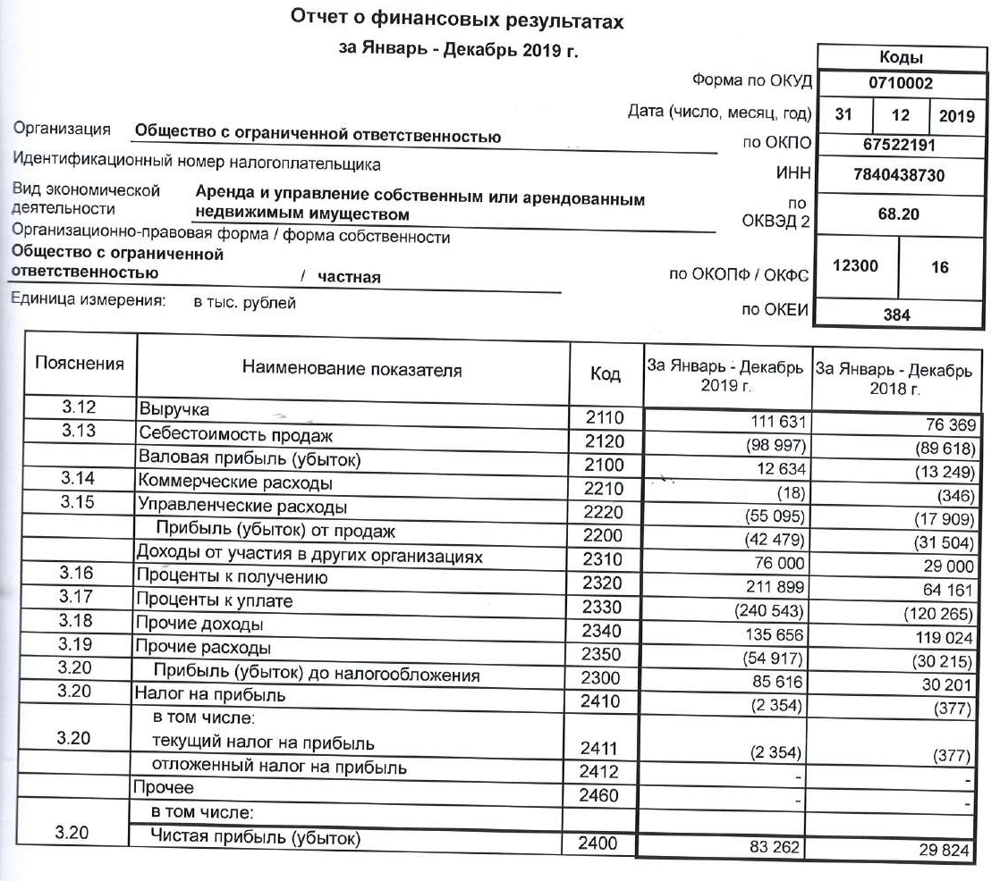 Отчет о финансовых результатах
за Январь - Декабрь 2019 г.
Коды
Форма по ОКУД 0710002
Дата (число, месяц, год) 31 12 2019
Организация Общество с ограниченной ответственностью по ОКПО 67522191
Идентификационный номер налогоплательщика ИНН 7840438730
Вид экономической деятельности Аренда и управление собственным или арендованным недвижимым имуществом по ОКВЭД 2 68.20
Организационно-правовая форма / форма собственности
Общество с ограниченной ответственностью / частная по ОКОПФ / ОКФС 12300 16
Единица измерения: в тыс. рублей по ОКЕИ 384
Пояснения Наименование показателя Код За Январь - Декабрь 2019 г. За Январь - Декабрь 2018 г.
3.12 Выручка 2110 111 631 76 369
3.13 Себестоимость продаж 2120 (98 997) (89 618)
Валовая прибыль (убыток) 2100 12 634 (13 249)
3.14 Коммерческие расходы 2210 (18) (346)
3.15 Управленческие расходы 2220 (55 095) (17 909)
Прибыль (убыток) от продаж 2200 (42 479) (31 504)
Доходы от участия в других организациях 2310 76 000 29 000
3.16 Проценты к получению 2320 211 899 64 161
3.17 Проценты к уплате 2330 (240 543) (120 265)
3.18 Прочие доходы 2340 135 656 119 024
3.19 Прочие расходы 2350 (54 917) (30 215)
3.20 Прибыль (убыток) до налогообложения 2300 85 616 30 201
3.20 Налог на прибыль 2410 (2 354) (377)
в том числе:
3.20 текущий налог на прибыль 2411 (2 354) (377)
отложенный налог на прибыль 2412 - -
Прочее 2460 - -
в том числе:
3.20 Чистая прибыль (убыток) 2400 83 262 29 824